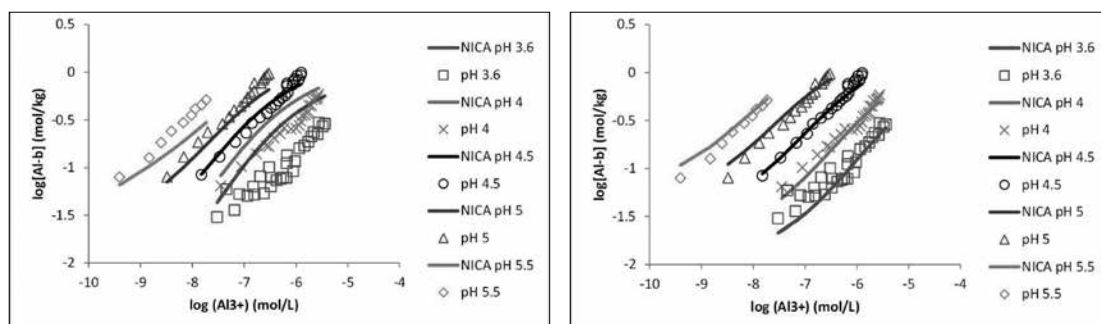 0.5
0
-0.5
-1
-1.5
-2
log[Al-b] (mol/kg)
-10 -9 -8 -7 -6 -5 -4
log (Al3+) (mol/L)
NICA pH 3.6
pH 3.6
NICA pH 4
pH 4
NICA pH 4.5
pH 4.5
NICA pH 5
pH 5
NICA pH 5.5
pH 5.5
0.5
0
-0.5
-1
-1.5
-2
log[Al-b] (mol/kg)
-10 -9 -8 -7 -6 -5 -4
log (Al3+) (mol/L)
NICA pH 3.6
pH 3.6
NICA pH 4
pH 4
NICA pH 4.5
pH 4.5
NICA pH 5
pH 5
NICA pH 5.5
pH 5.5